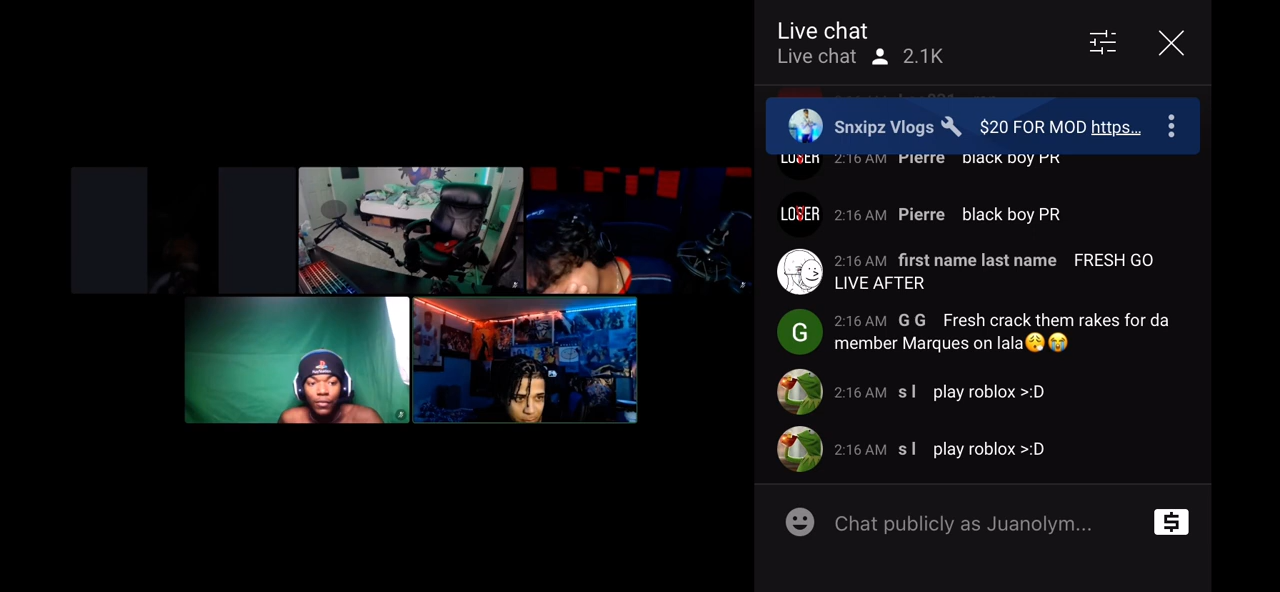 Live chat
Live chat 2.1K
Snxipz Vlogs $20 FOR MOD https...
LOSER 2:16 AM Pierre black boy PR
LOSER 2:16 AM Pierre black boy PR
2:16 AM first name last name FRESH GO
LIVE AFTER
G 2:16 AM G G Fresh crack them rakes for da
member Marques on lala😮‍💨😭
2:16 AM s l play roblox >:D
2:16 AM s l play roblox >:D
Chat publicly as Juanolym...